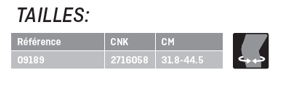 TAILLES:
Référence CNK CM
09189 2716058 31.8-44.5